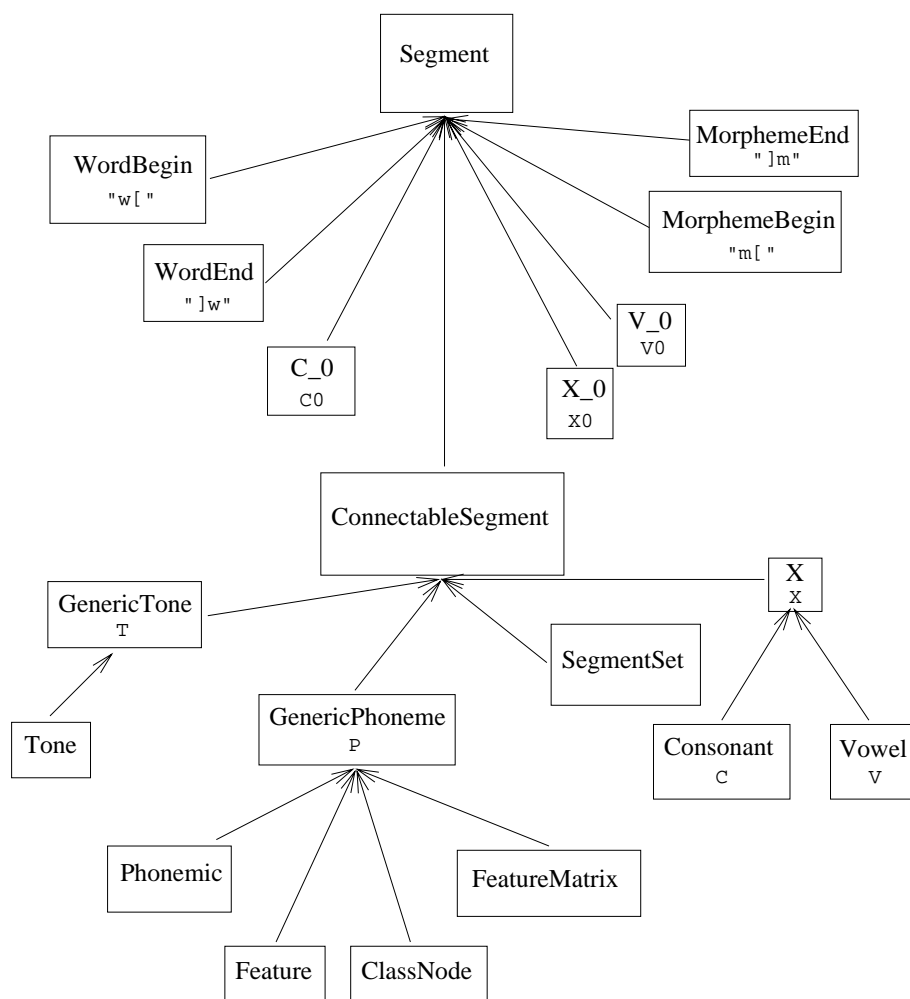 Segment
MorphemeEnd
"]m"
WordBegin
"w["
MorphemeBegin
"m["
WordEnd
"]w"
V_0
V0
C_0
C0
X_0
X0
ConnectableSegment
X
X
GenericTone
T
SegmentSet
GenericPhoneme
P
Tone
Consonant
C
Vowel
V
Phonemic
FeatureMatrix
Feature
ClassNode